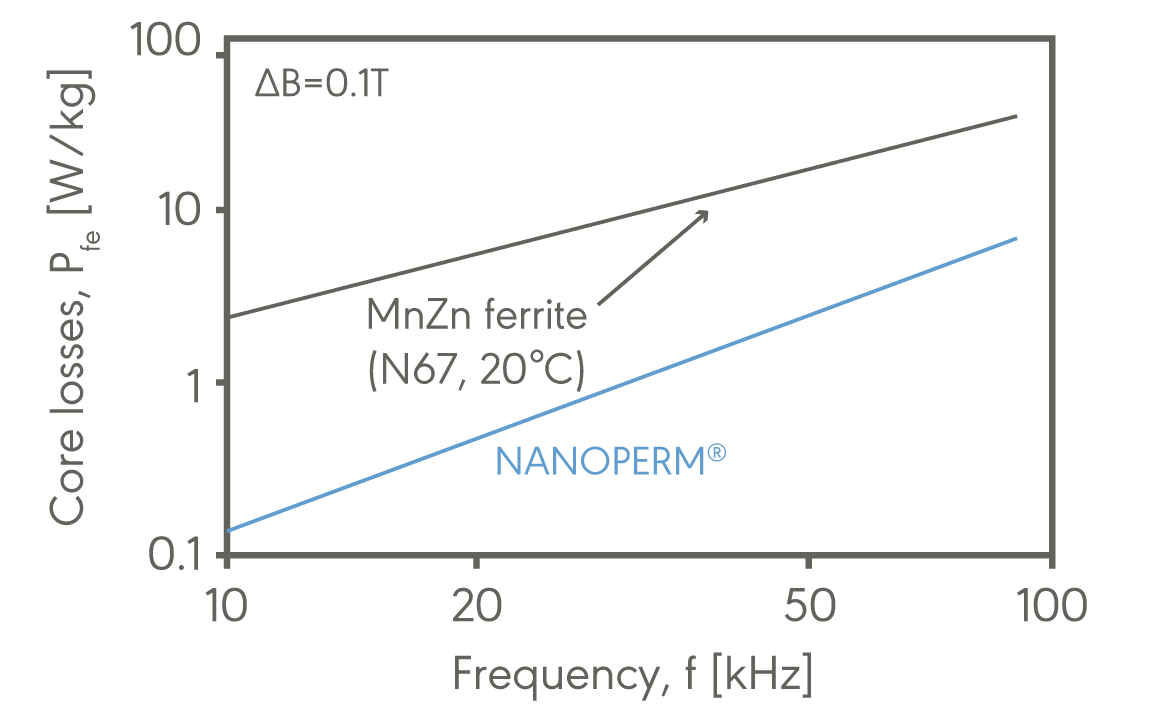 100
ΔB=0.1T
Core losses, Pfe [W/kg]
10
MnZn ferrite
(N67, 20°C)
1
NANOPERM®
0.1
10 20 50 100
Frequency, f [kHz]